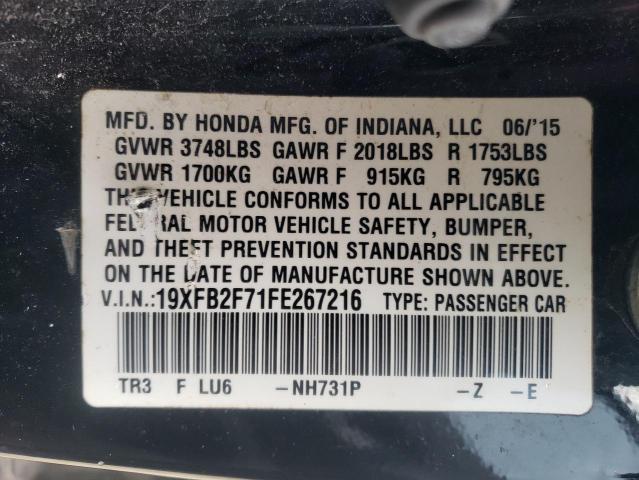 MFD. BY HONDA MFG. OF INDIANA, LLC 06/'15
GVWR 3748LBS GAWR F 2018LBS R 1753LBS
GVWR 1700KG GAWR F 915KG R 795KG
THIS VEHICLE CONFORMS TO ALL APPLICABLE
FEDERAL MOTOR VEHICLE SAFETY, BUMPER,
AND THEFT PREVENTION STANDARDS IN EFFECT
ON THE DATE OF MANUFACTURE SHOWN ABOVE.
V.I.N.:19XFB2F71FE267216 TYPE: PASSENGER CAR
TR3 F LU6 -NH731P -Z -E